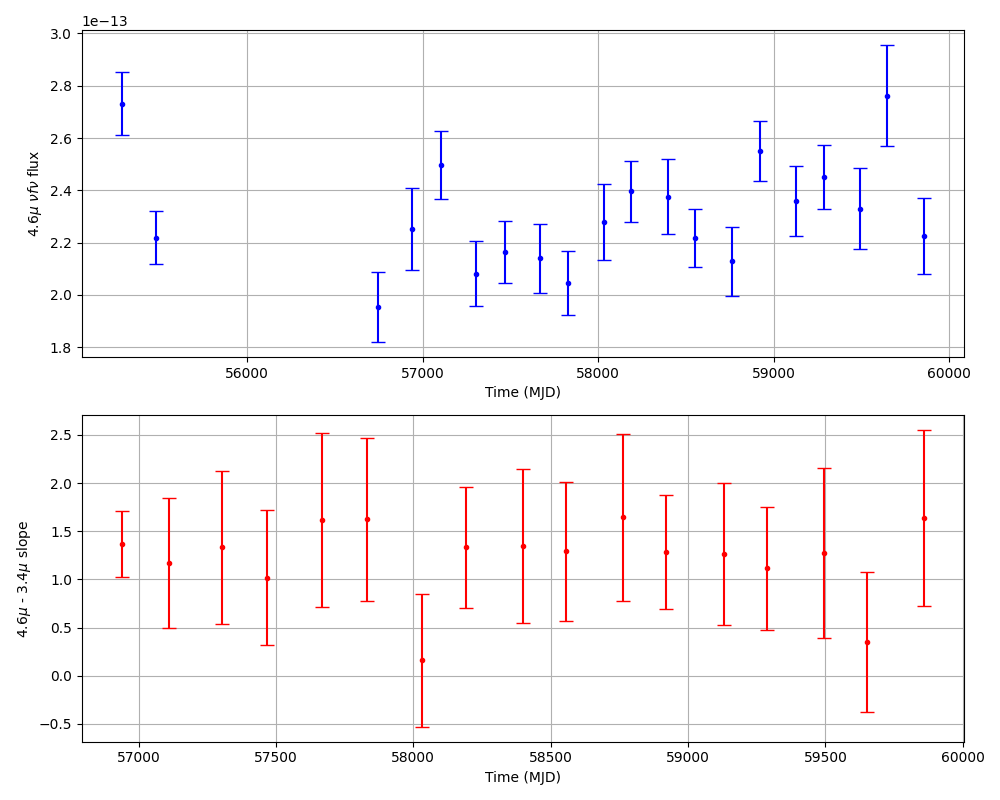 1e−13
3.0
2.8
2.6
2.4
2.2
2.0
1.8
4.6μ νfν flux
56000 57000 58000 59000 60000
Time (MJD)
2.5
2.0
1.5
1.0
0.5
0.0
−0.5
4.6μ - 3.4μ slope
57000 57500 58000 58500 59000 59500 60000
Time (MJD)